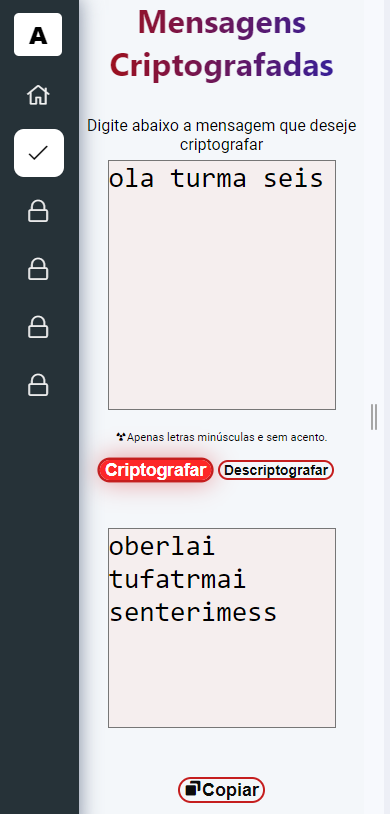 A
Mensagens
Criptografadas
Digite abaixo a mensagem que deseje
criptografar
ola turma seis
Apenas letras minúsculas e sem acento.
Criptografar
Descriptografar
oberlai
tufatrmai
senterimess
Copiar